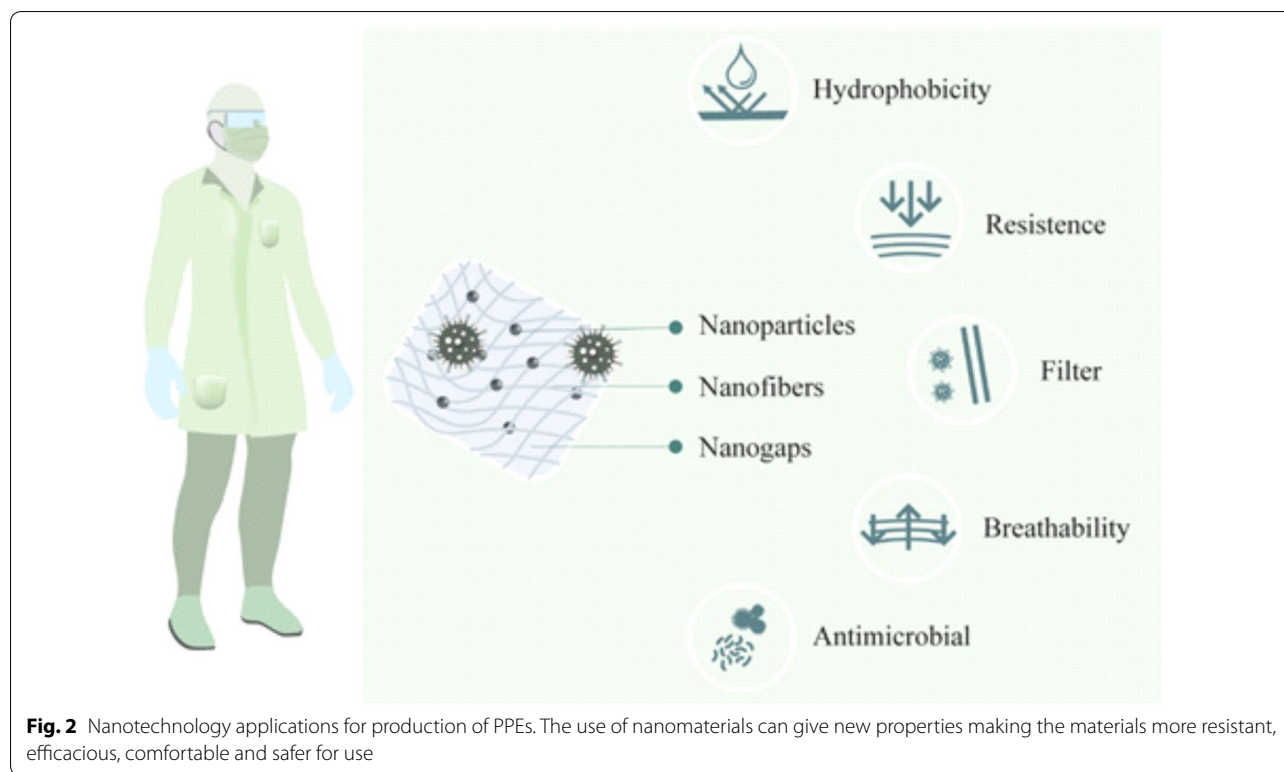 Hydrophobicity
Resistence
Nanoparticles
Filter
Nanofibers
Nanogaps
Breathability
Antimicrobial
Fig. 2 Nanotechnology applications for production of PPEs. The use of nanomaterials can give new properties making the materials more resistant,
efficacious, comfortable and safer for use